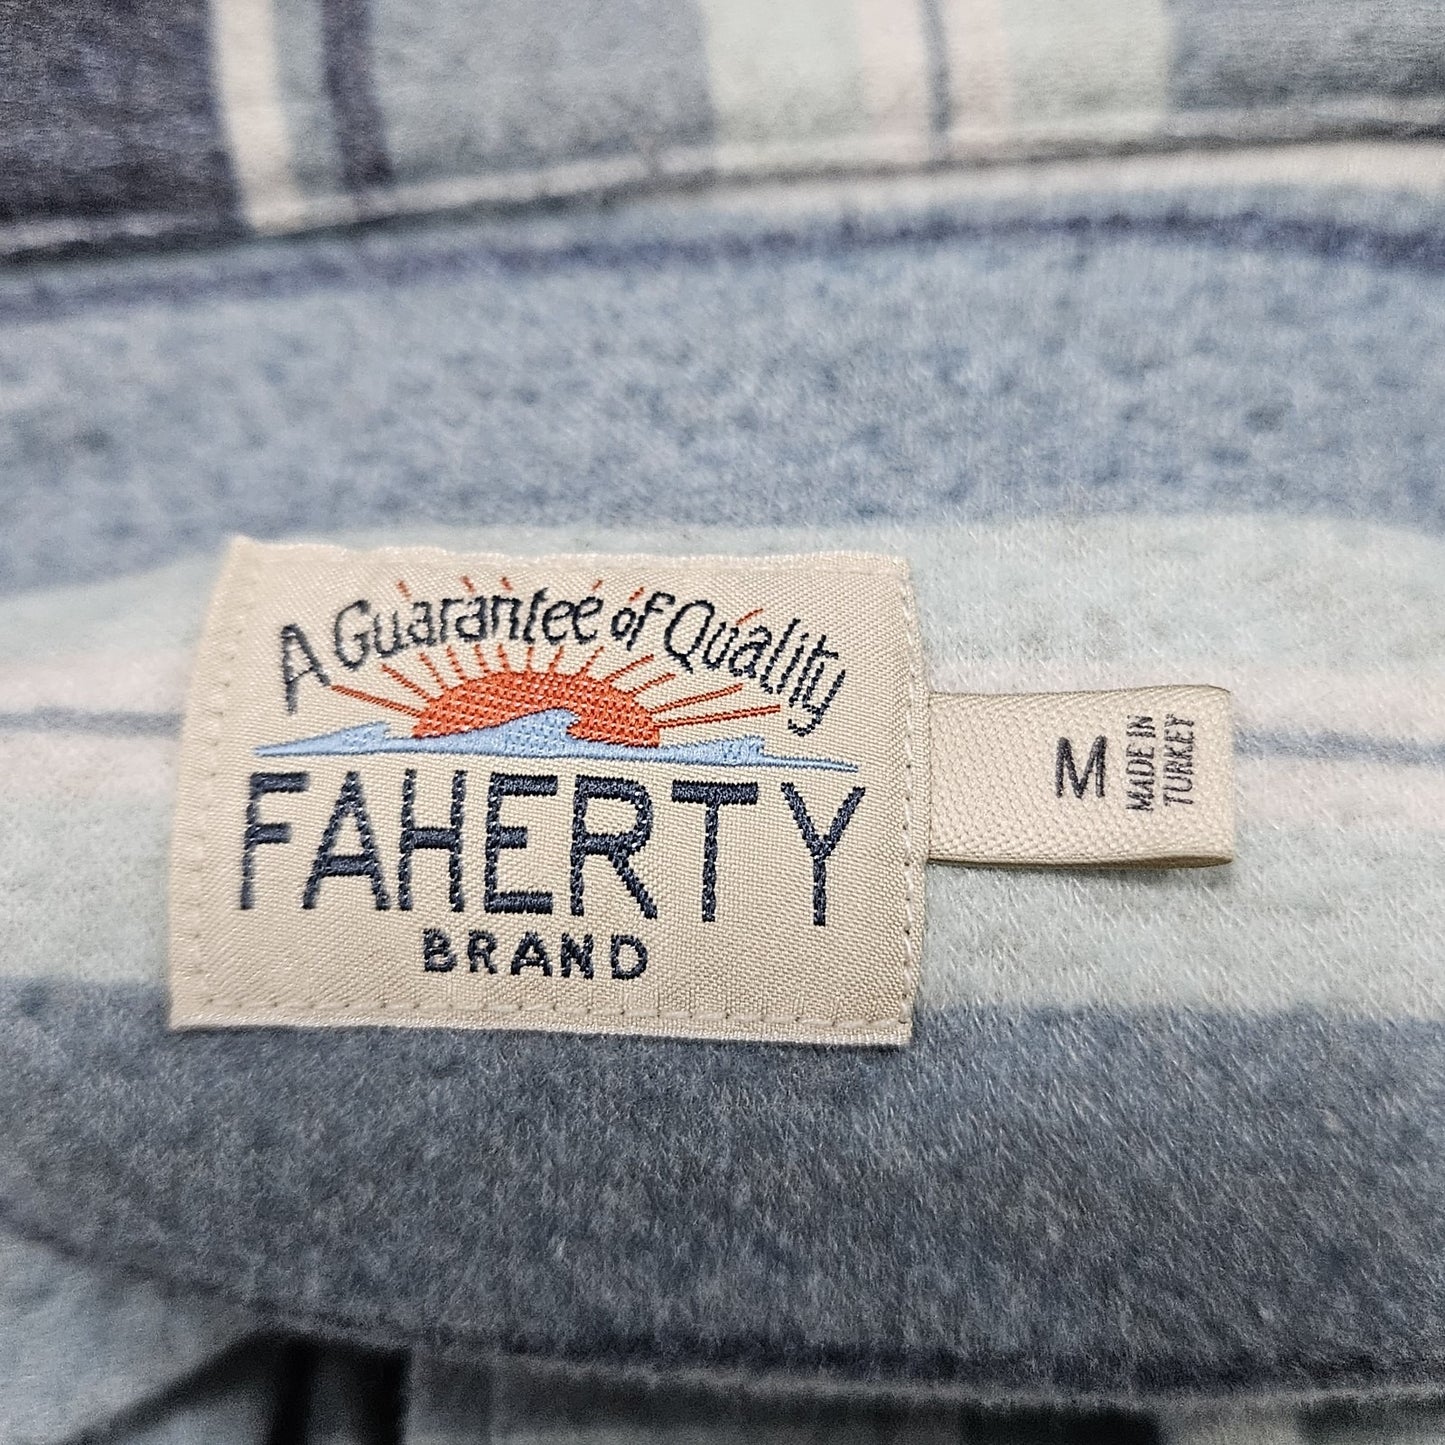 A Guarantee of Quality
FAHERTY
BRAND
M
MADE IN
TURKEY